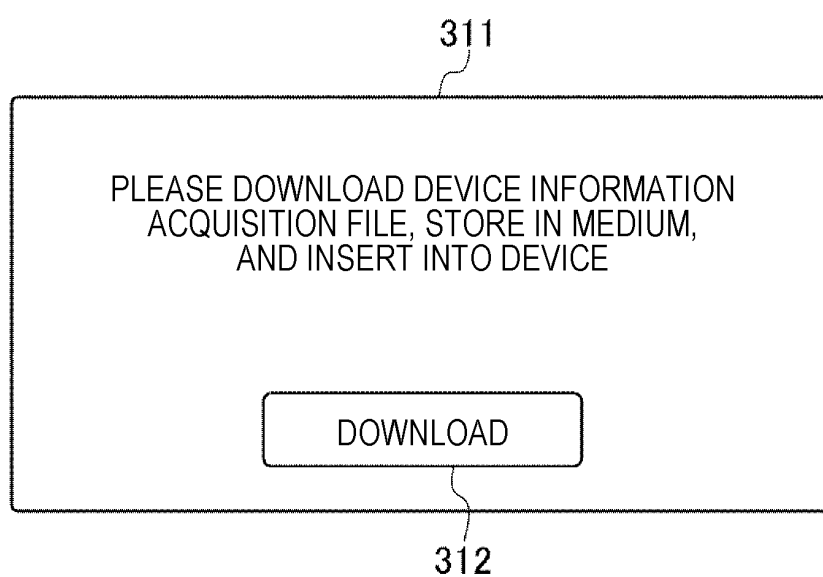 311
PLEASE DOWNLOAD DEVICE INFORMATION
ACQUISITION FILE, STORE IN MEDIUM,
AND INSERT INTO DEVICE
DOWNLOAD
312